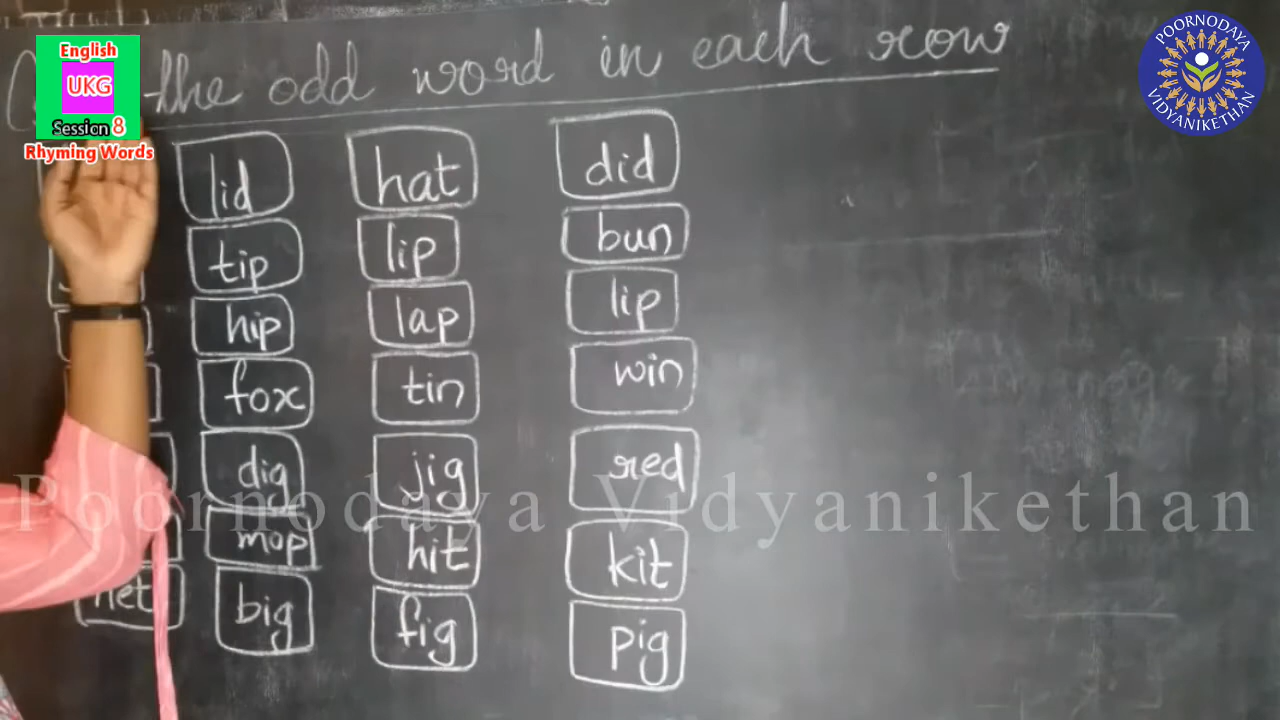 English
UKG
Session 8
Rhyming Words
POORNODAYA
VIDYANIKETHAN
the odd word in each row
lid hat did
tip lip bun
hip lap lip
fox tin win
dig jig red
mop hit kit
net big fig pig
Poornodaya Vidyanikethan